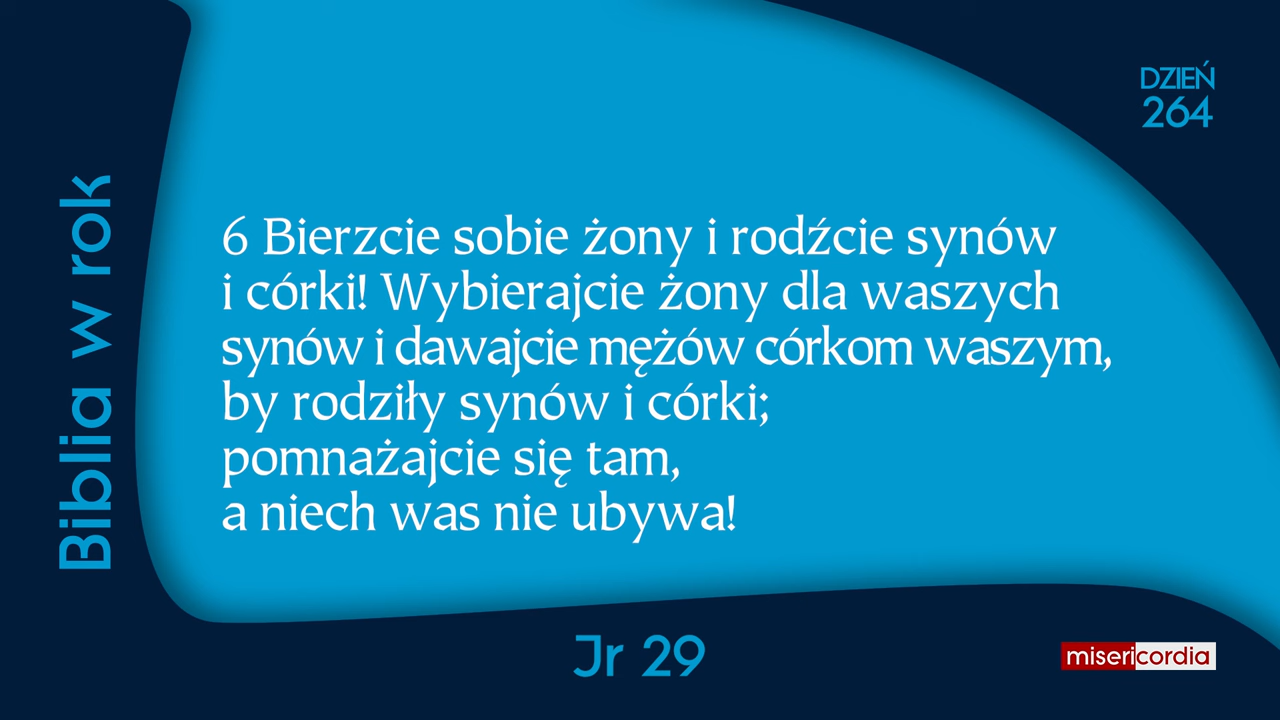 DZIEŃ
264
Biblia w rok
6 Bierzcie sobie żony i rodźcie synów
i córki! Wybierajcie żony dla waszych
synów i dawajcie mężów córkom waszym,
by rodziły synów i córki;
pomnażajcie się tam,
a niech was nie ubywa!
Jr 29
misericordia